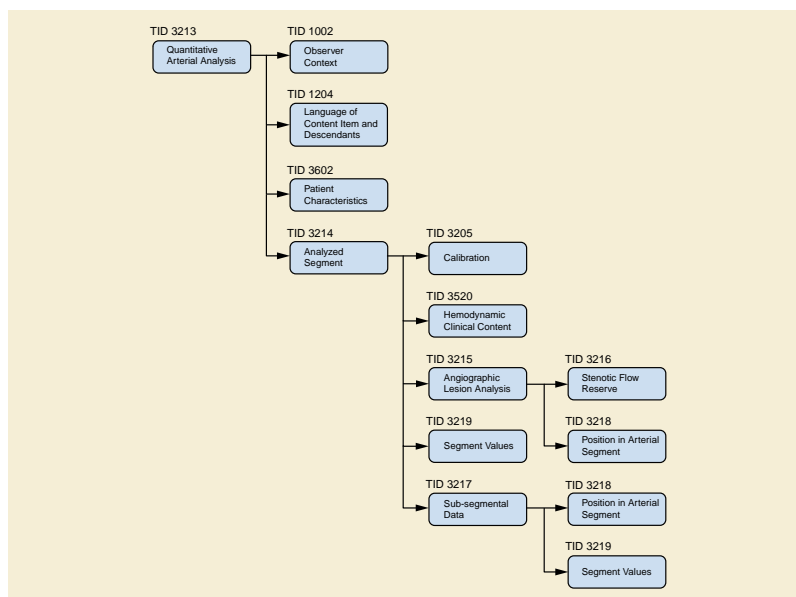 TID 3213
Quantitative
Arterial Analysis
TID 1002
Observer
Context
TID 1204
Language of
Content Item and
Descendants
TID 3602
Patient
Characteristics
TID 3214
Analyzed
Segment
TID 3205
Calibration
TID 3520
Hemodynamic
Clinical Content
TID 3215
Angiographic
Lesion Analysis
TID 3216
Stenotic Flow
Reserve
TID 3218
Position in Arterial
Segment
TID 3219
Segment Values
TID 3217
Sub-segmental
Data
TID 3218
Position in Arterial
Segment
TID 3219
Segment Values